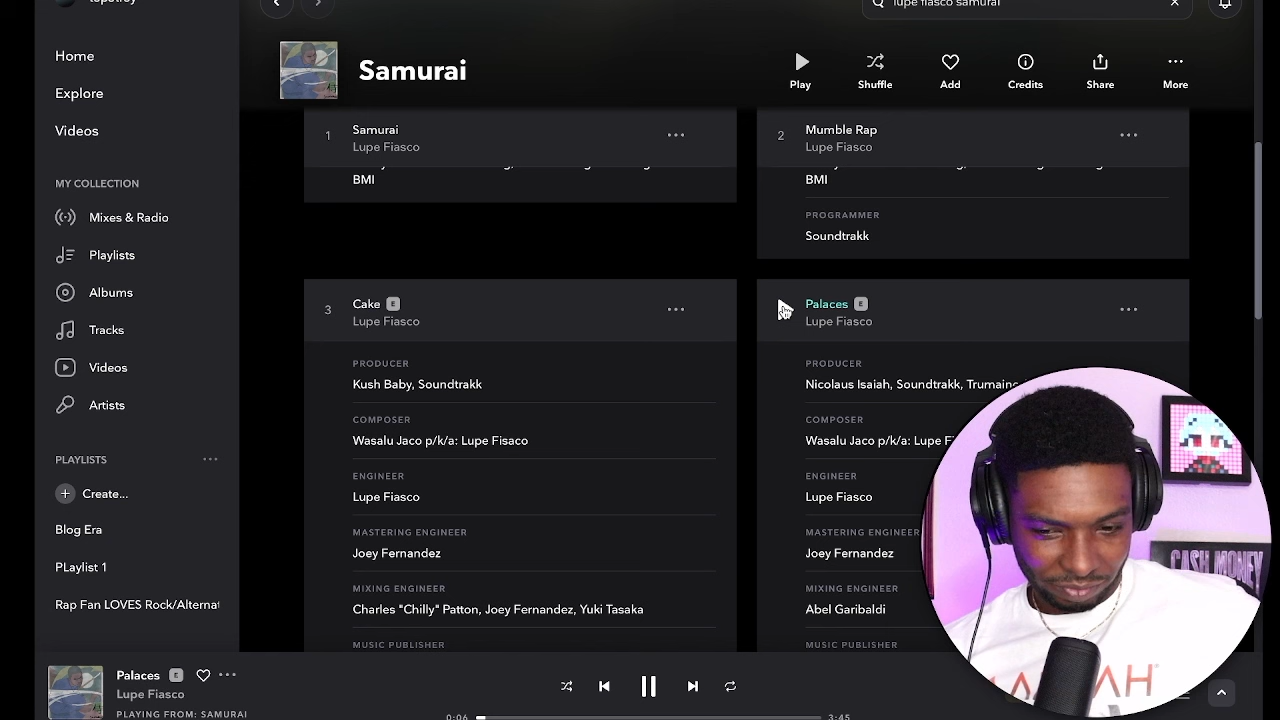 lupe fiasco samurai
Home
Explore
Videos
MY COLLECTION
Mixes & Radio
Playlists
Albums
Tracks
Videos
Artists
PLAYLISTS
Create...
Blog Era
Playlist 1
Rap Fan LOVES Rock/Alternat
Samurai
Play
Shuffle
Add
Credits
Share
More
1
Samurai
Lupe Fiasco
BMI
2
Mumble Rap
Lupe Fiasco
BMI
PROGRAMMER
Soundtrakk
3
Cake E
Lupe Fiasco
PRODUCER
Kush Baby, Soundtrakk
COMPOSER
Wasalu Jaco p/k/a: Lupe Fisaco
ENGINEER
Lupe Fiasco
MASTERING ENGINEER
Joey Fernandez
MIXING ENGINEER
Charles "Chilly" Patton, Joey Fernandez, Yuki Tasaka
MUSIC PUBLISHER
Palaces E
Lupe Fiasco
PRODUCER
Nicolaus Isaiah, Soundtrakk, Trumaine
COMPOSER
Wasalu Jaco p/k/a: Lupe F
ENGINEER
Lupe Fiasco
MASTERING ENGINEER
Joey Fernandez
MIXING ENGINEER
Abel Garibaldi
MUSIC PUBLISHER
CASH MONEY
Palaces E
Lupe Fiasco
PLAYING FROM: SAMURAI
0:06
3:45